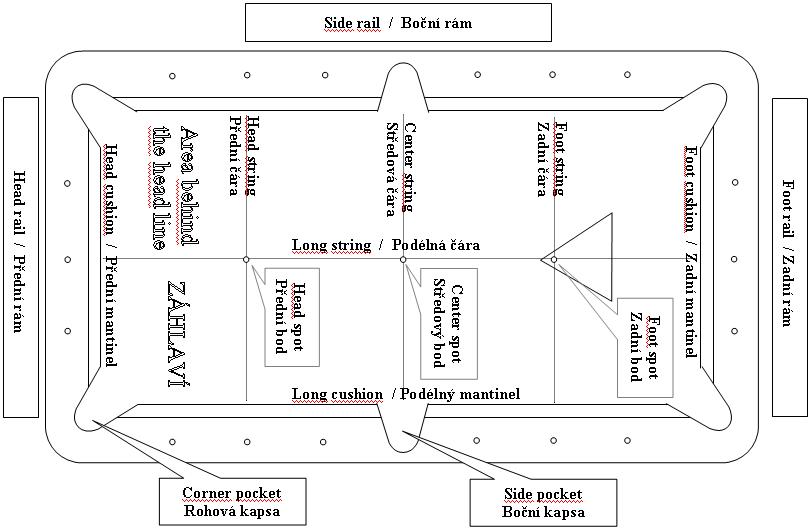 Side rail / Boční rám
Head rail / Přední rám
Head cushion / Přední mantinel
Area behind
the head line
ZÁHLAVÍ
Head string
Přední čára
Center string
Středová čára
Foot string
Zadní čára
Foot cushion / Zadní mantinel
Foot rail / Zadní rám
Long string / Podélná čára
Head spot
Přední bod
Center spot
Středový bod
Foot spot
Zadní bod
Long cushion / Podélný mantinel
Corner pocket
Rohová kapsa
Side pocket
Boční kapsa